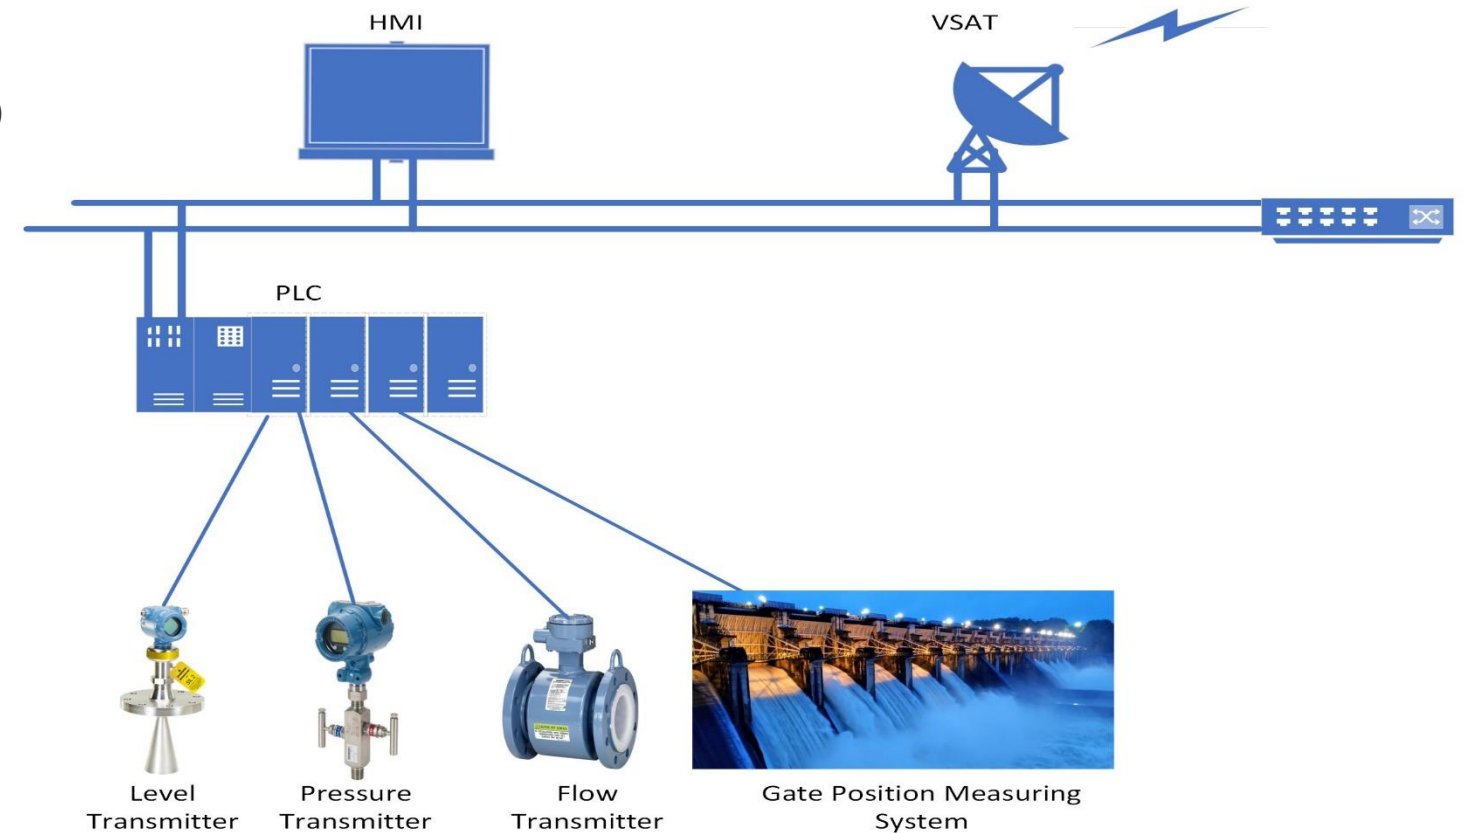 HMI
VSAT
)
PLC
Level
Transmitter
Pressure
Transmitter
Flow
Transmitter
Gate Position Measuring
System